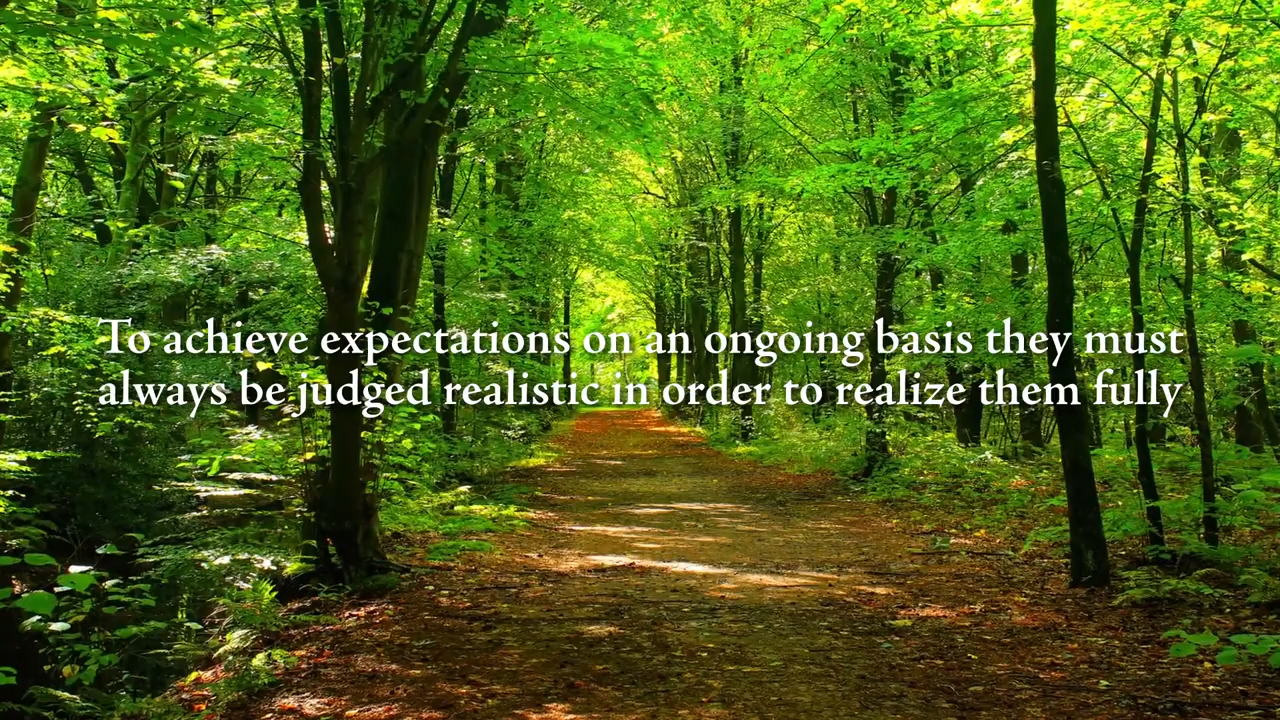 To achieve expectations on an ongoing basis they must
always be judged realistic in order to realize them fully